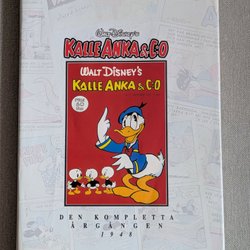 Walt Disney's
KALLE ANKA & C:O
WALT DISNEY'S
KALLE ANKA & C:O
DEN KOMPLETTA
ÅRGÅNGEN
1948